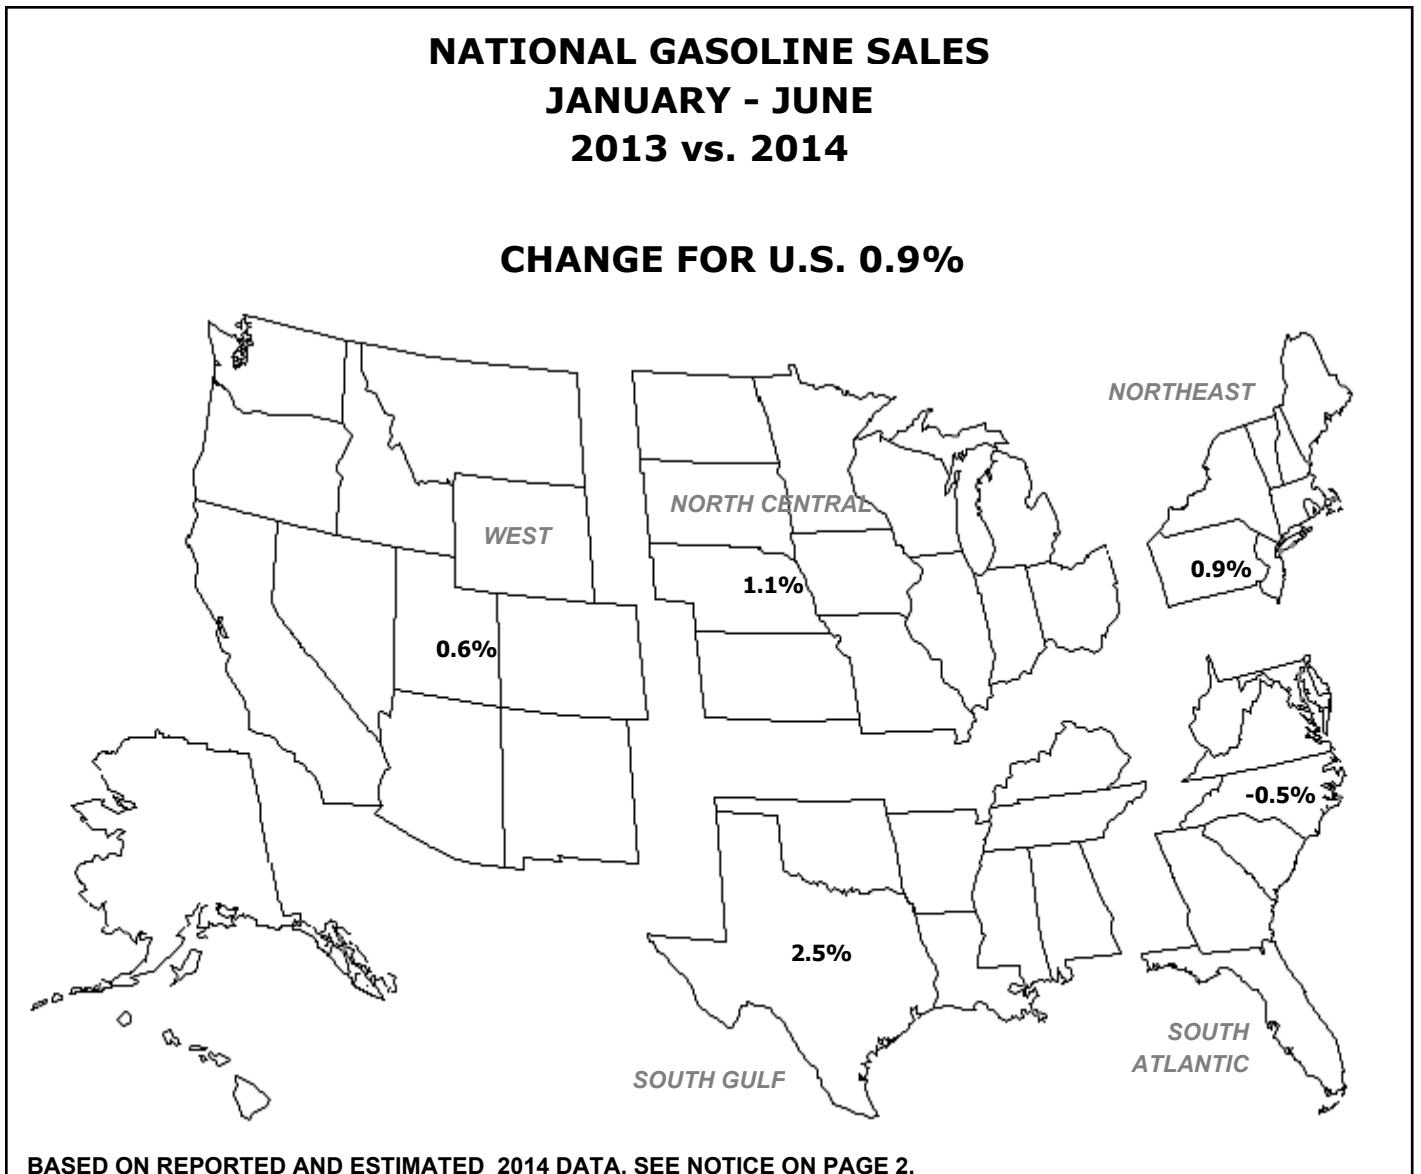 NATIONAL GASOLINE SALES
JANUARY - JUNE
2013 vs. 2014
CHANGE FOR U.S. 0.9%
NORTHEAST
NORTH CENTRAL
WEST
0.9%
1.1%
0.6%
-0.5%
2.5%
SOUTH
ATLANTIC
SOUTH GULF
BASED ON REPORTED AND ESTIMATED 2014 DATA. SEE NOTICE ON PAGE 2.